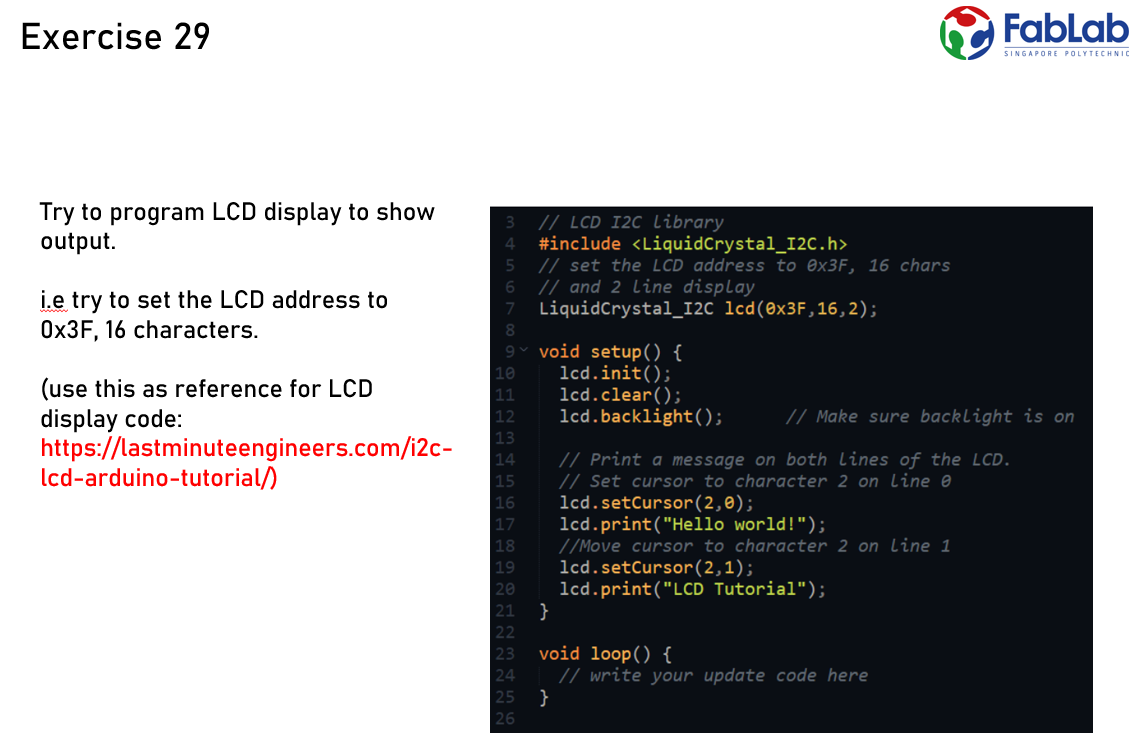 Exercise 29
FabLab
SINGAPORE POLYTECHNIC
Try to program LCD display to show
output.
i.e try to set the LCD address to
0x3F, 16 characters.
(use this as reference for LCD
display code:
https://lastminuteengineers.com/i2c-
lcd-arduino-tutorial/)
3 // LCD I2C library
4 #include <LiquidCrystal_I2C.h>
5 // set the LCD address to 0x3F, 16 chars
6 // and 2 line display
7 LiquidCrystal_I2C lcd(0x3F,16,2);
8
9 void setup() {
10 lcd.init();
11 lcd.clear();
12 lcd.backlight(); // Make sure backlight is on
13
14 // Print a message on both lines of the LCD.
15 // Set cursor to character 2 on line 0
16 lcd.setCursor(2,0);
17 lcd.print("Hello world!");
18 //Move cursor to character 2 on line 1
19 lcd.setCursor(2,1);
20 lcd.print("LCD Tutorial");
21 }
22
23 void loop() {
24 // write your update code here
25 }
26